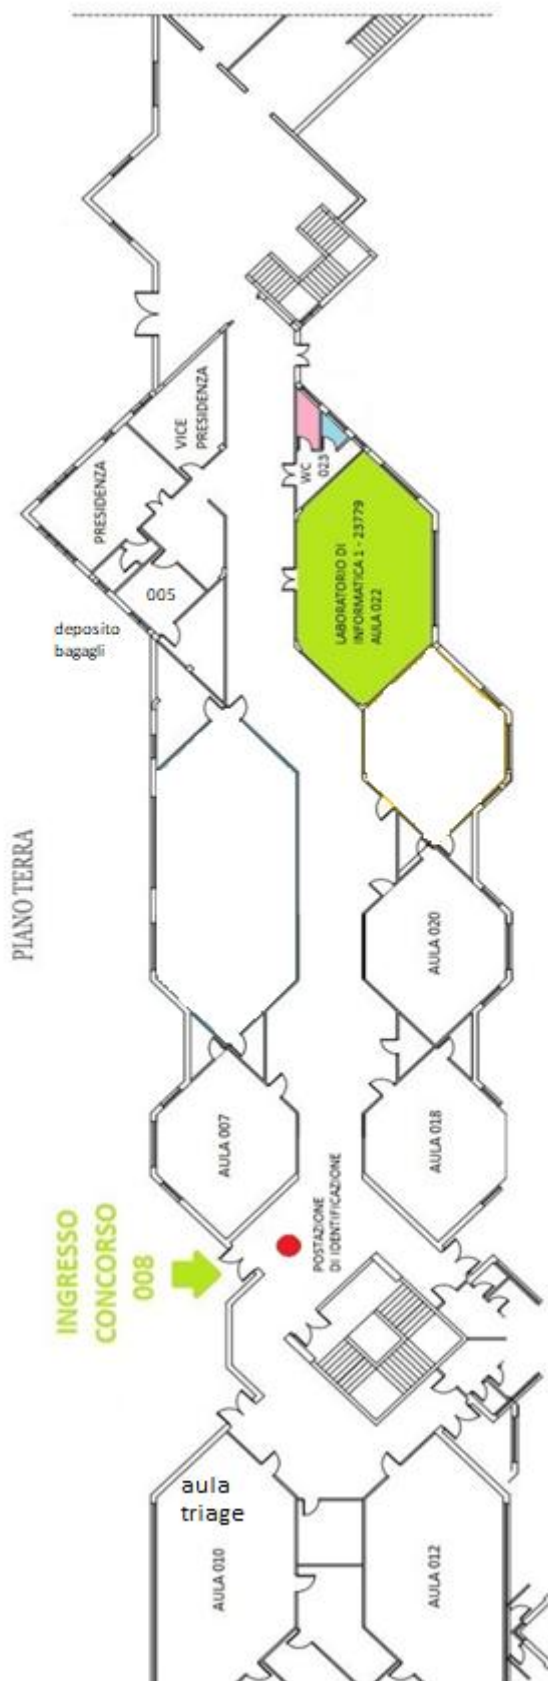 VICE
PRESIDENZA
PRESIDENZA
WC
023
005
LABORATORIO DI
INFORMATICA 1 - 23779
AULA 022
deposito
bagagli
PIANO TERRA
AULA 020
AULA 007
AULA 018
INGRESSO
CONCORSO
008
POSTAZIONE
DI IDENTIFICAZIONE
aula
triage
AULA 010
AULA 012